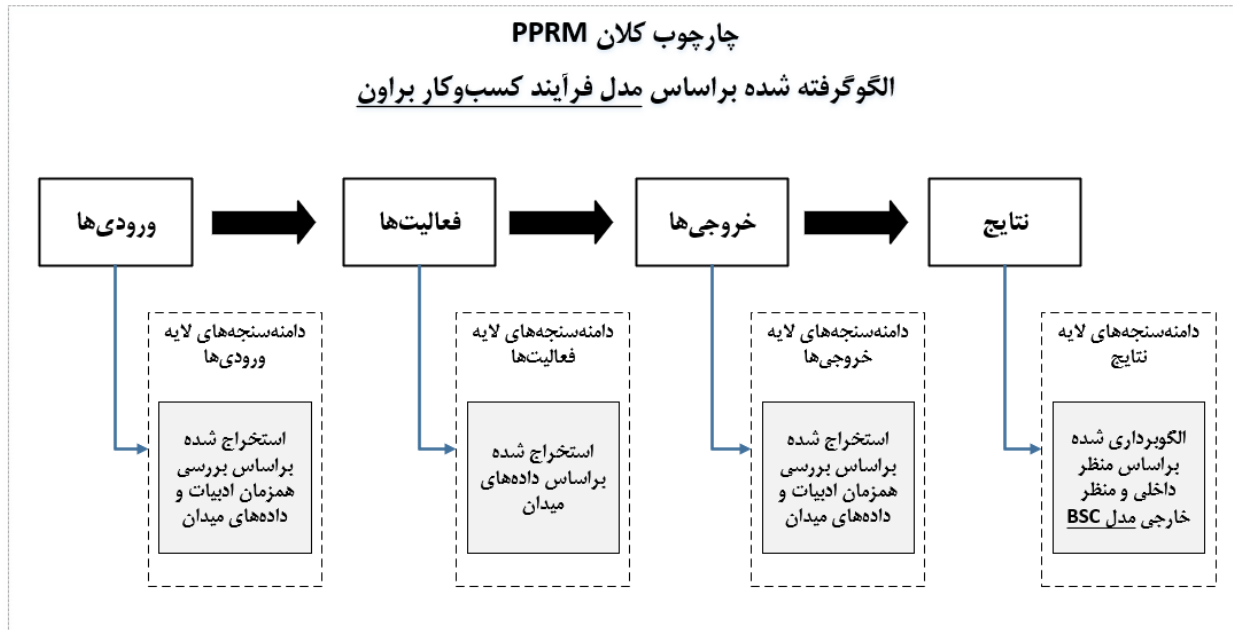 چارچوب کلان PPRM
الگوگرفته شده براساس مدل فرآیند کسب‌وکار براون
ورودی‌ها
فعالیت‌ها
خروجی‌ها
نتایج
دامنه‌سنجه‌های لایه
ورودی‌ها
استخراج شده
براساس بررسی
همزمان ادبیات و
داده‌های میدان
دامنه‌سنجه‌های لایه
فعالیت‌ها
استخراج شده
براساس داده‌های
میدان
دامنه‌سنجه‌های لایه
خروجی‌ها
استخراج شده
براساس بررسی
همزمان ادبیات و
داده‌های میدان
دامنه‌سنجه‌های لایه
نتایج
الگوبرداری شده
براساس منظر
داخلی و منظر
خارجی مدل BSC